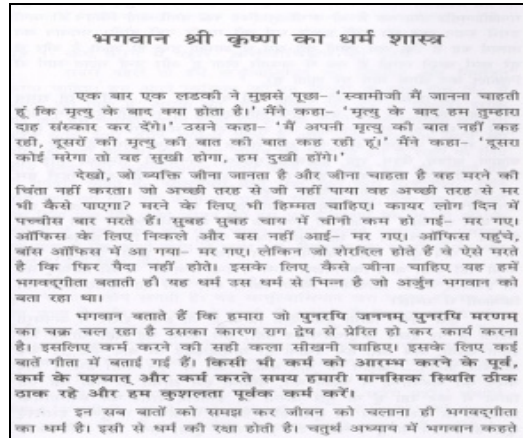 भगवान श्री कृष्ण का धर्म शास्त्र
एक बार एक लडकी ने मुझसे पूछा– 'स्वामीजी मैं जानना चाहती
हूं कि मृत्यु के बाद क्या होता है।' मैंने कहा– 'मृत्यु के बाद हम तुम्हारा
दाह संस्कार कर देंगे।' उसने कहा– 'मैं अपनी मृत्यु की बात नहीं कह
रही, दूसरों की मृत्यु की बात की बात कह रही हूं।' मैंने कहा– 'दूसरा
कोई मरेगा तो वह सुखी होगा, हम दुखी होंगे।'
देखो, जो व्यक्ति जीना जानता है और जीना चाहता है वह मरने की
चिंता नहीं करता। जो अच्छी तरह से जी नहीं पाया वह अच्छी तरह से मर
भी कैसे पाएगा? मरने के लिए भी हिम्मत चाहिए। कायर लोग दिन में
पच्चीस बार मरते हैं। सुबह सुबह चाय में चीनी कम हो गई– मर गए।
ऑफिस के लिए निकले और बस नहीं आई– मर गए। ऑफिस पहुंचे,
बॉस ऑफिस में आ गया– मर गए। लेकिन जो शेरदिल होते हैं वे ऐसे मरते
है कि फिर पैदा नहीं होते। इसके लिए कैसे जीना चाहिए यह हमें
भगवद्गीता बताती हैं। यह धर्म उस धर्म से भिन्न है जो अर्जुन भगवान को
बता रहा था।
भगवान बताते हैं कि हमारा जो पुनरपि जननम् पुनरपि मरणम्
का चक्र चल रहा है उसका कारण राग द्वेष से प्रेरित हो कर कार्य करना
है। इसलिए कर्म करने की सही कला सीखनी चाहिए। इसके लिए कई
बातें गीता में बताई गई हैं। किसी भी कर्म को आरम्भ करने के पूर्व,
कर्म के पश्चात् और कर्म करते समय हमारी मानसिक स्थिति ठीक
ठाक रहे और हम कुशलता पूर्वक कर्म करें।
इन सब बातों को समझ कर जीवन को चलाना ही भगवद्गीता
का धर्म है। इसी से धर्म की रक्षा होती है। चतुर्थ अध्याय में भगवान कहते